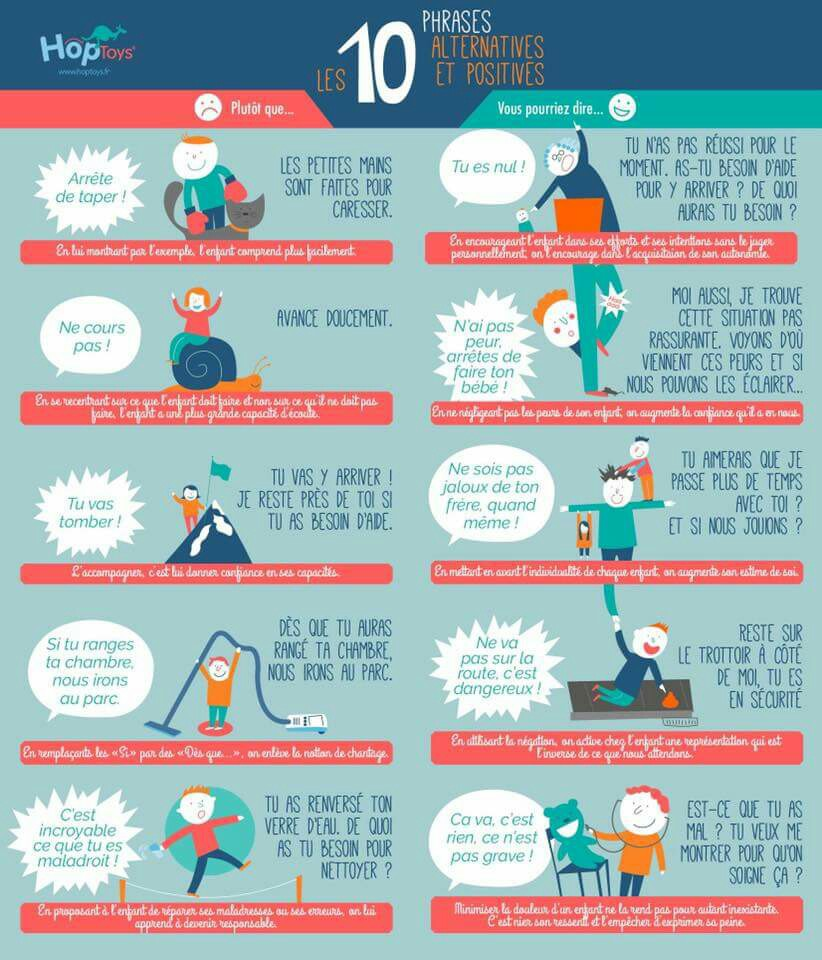 HopToys
www.hoptoys.fr
LES 10 PHRASES
ALTERNATIVES
ET POSITIVES
Plutôt que...
Vous pourriez dire...
Arrête
de taper !
LES PETITES MAINS
SONT FAITES POUR
CARESSER.
En lui montrant par l'exemple, l'enfant comprend plus facilement.
Tu es nul !
TU N'AS PAS RÉUSSI POUR LE
MOMENT. AS-TU BESOIN D'AIDE
POUR Y ARRIVER ? DE QUOI
AURAIS TU BESOIN ?
En encourageant l'enfant dans ses efforts et ses intentions sans le juger
personnellement, on l'encourage dans l'acquisitaion de son autonomie.
Ne cours
pas !
AVANCE DOUCEMENT.
En se recentrant sur ce que l'enfant doit faire et non sur ce qu'il ne doit pas
faire, l'enfant a une plus grande capacité d'écoute.
N'ai pas
peur,
arrêtes de
faire ton
bébé !
MOI AUSSI, JE TROUVE
CETTE SITUATION PAS
RASSURANTE. VOYONS D'OÙ
VIENNENT CES PEURS ET SI
NOUS POUVONS LES ÉCLAIRER...
En ne négligeant pas les peurs de son enfant, on augmente la confiance qu'il a en nous.
Tu vas
tomber !
TU VAS Y ARRIVER !
JE RESTE PRÈS DE TOI SI
TU AS BESOIN D'AIDE.
L'accompagner, c'est lui donner confiance en ses capacités.
Ne sois pas
jaloux de ton
frère, quand
même !
TU AIMERAIS QUE JE
PASSE PLUS DE TEMPS
AVEC TOI ?
ET SI NOUS JOUIONS ?
En mettant en avant l'individualité de chaque enfant, on augmente son estime de soi.
Si tu ranges
ta chambre,
nous irons
au parc.
DÈS QUE TU AURAS
RANGÉ TA CHAMBRE,
NOUS IRONS AU PARC.
En remplaçants les «Si» par des «Dès que...», on enlève la notion de chantage.
Ne va
pas sur la
route, c'est
dangereux !
RESTE SUR
LE TROTTOIR À CÔTÉ
DE MOI, TU ES
EN SÉCURITÉ
En utilisant la négation, on active chez l'enfant une représentation qui est
l'inverse de ce que nous attendons.
C'est
incroyable
ce que tu es
maladroit !
TU AS RENVERSÉ TON
VERRE D'EAU. DE QUOI
AS TU BESOIN POUR
NETTOYER ?
En proposant à l'enfant de réparer ses maladresses ou ses erreurs, on lui
apprend à devenir responsable.
Ca va, c'est
rien, ce n'est
pas grave !
EST-CE QUE TU AS
MAL ? TU VEUX ME
MONTRER POUR QU'ON
SOIGNE ÇA ?
Minimiser la douleur d'un enfant ne la rend pas pour autant inexistante.
C'est nier son ressenti et l'empêcher d'exprimer sa peine.